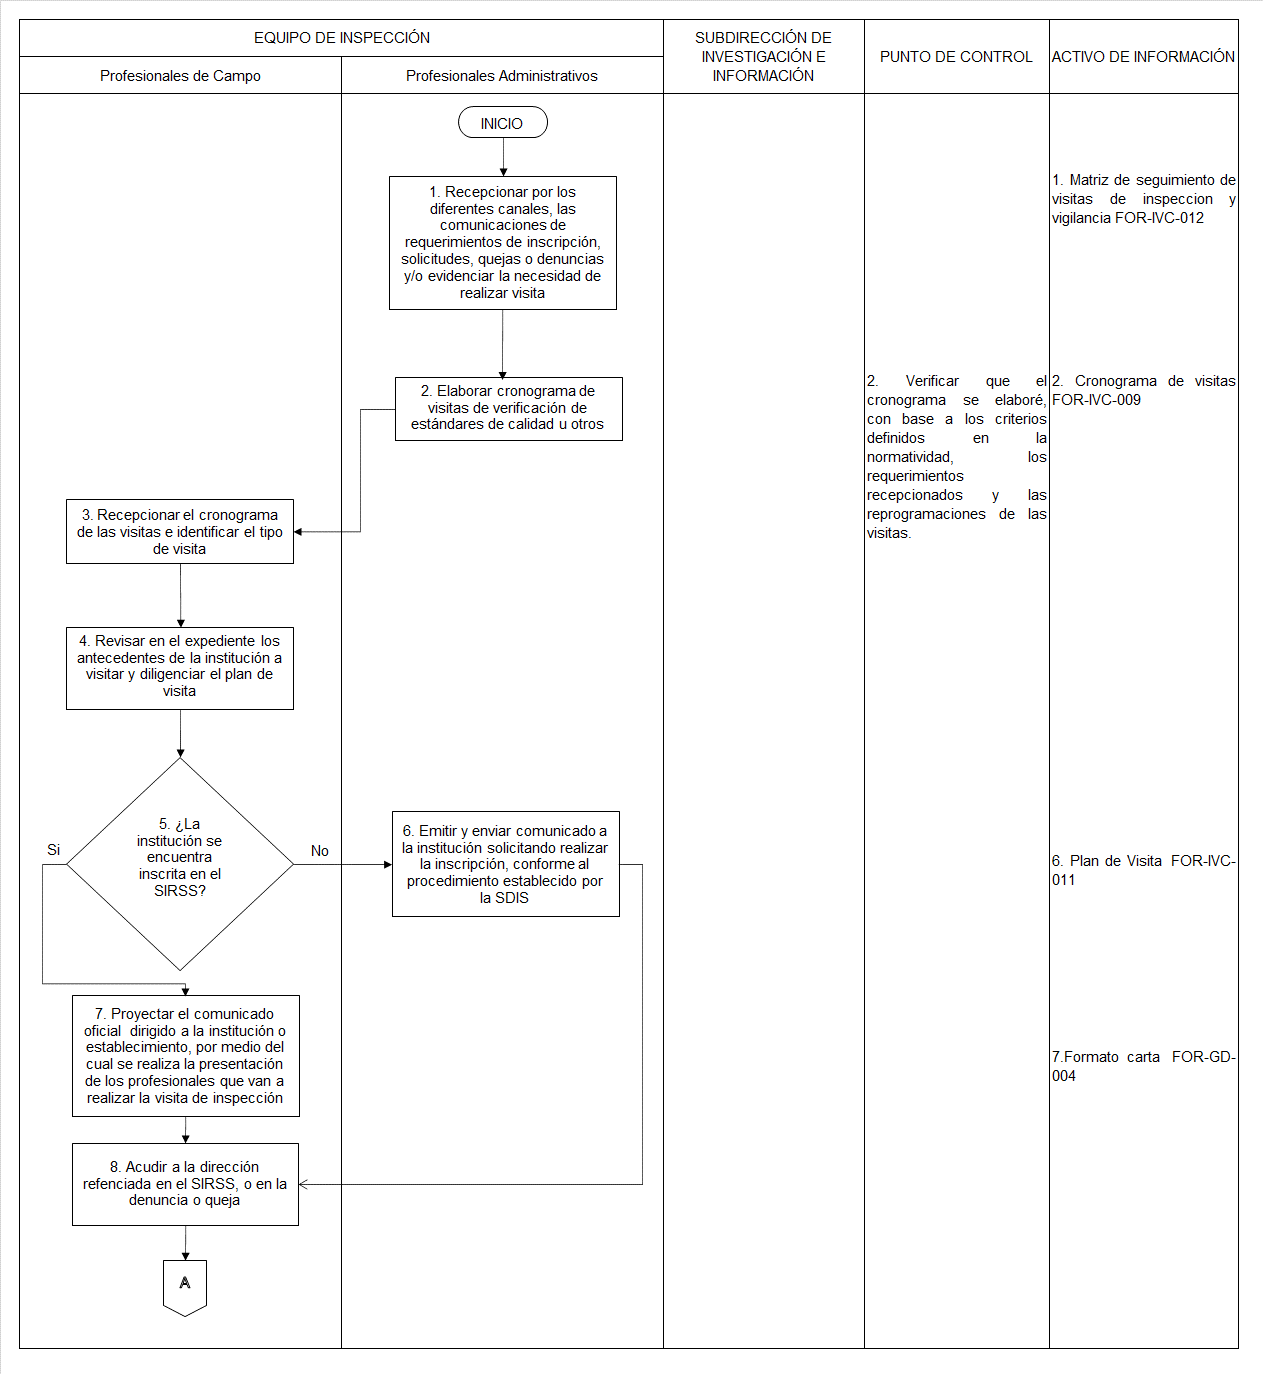 EQUIPO DE INSPECCIÓN
SUBDIRECCIÓN DE
INVESTIGACIÓN E
INFORMACIÓN
PUNTO DE CONTROL
ACTIVO DE INFORMACIÓN
Profesionales de Campo
Profesionales Administrativos
INICIO
1. Recepcionar por los
diferentes canales, las
comunicaciones de
requerimientos de inscripción,
solicitudes, quejas o denuncias
y/o evidenciar la necesidad de
realizar visita
1. Matriz de seguimiento de
visitas de inspeccion y
vigilancia FOR-IVC-012
2. Elaborar cronograma de
visitas de verificación de
estándares de calidad u otros
2. Verificar que el
cronograma se elaboré,
con base a los criterios
definidos en la
normatividad, los
requerimientos
recepcionados y las
reprogramaciones de las
visitas.
2. Cronograma de visitas
FOR-IVC-009
3. Recepcionar el cronograma
de las visitas e identificar el tipo
de visita
4. Revisar en el expediente los
antecedentes de la institución a
visitar y diligenciar el plan de
visita
5. ¿La
institución se
encuentra
inscrita en el
SIRSS?
Si
No
6. Emitir y enviar comunicado a
la institución solicitando realizar
la inscripción, conforme al
procedimiento establecido por
la SDIS
6. Plan de Visita FOR-IVC-
011
7. Proyectar el comunicado
oficial dirigido a la institución o
establecimiento, por medio del
cual se realiza la presentación
de los profesionales que van a
realizar la visita de inspección
7.Formato carta FOR-GD-
004
8. Acudir a la dirección
refenciada en el SIRSS, o en la
denuncia o queja
A